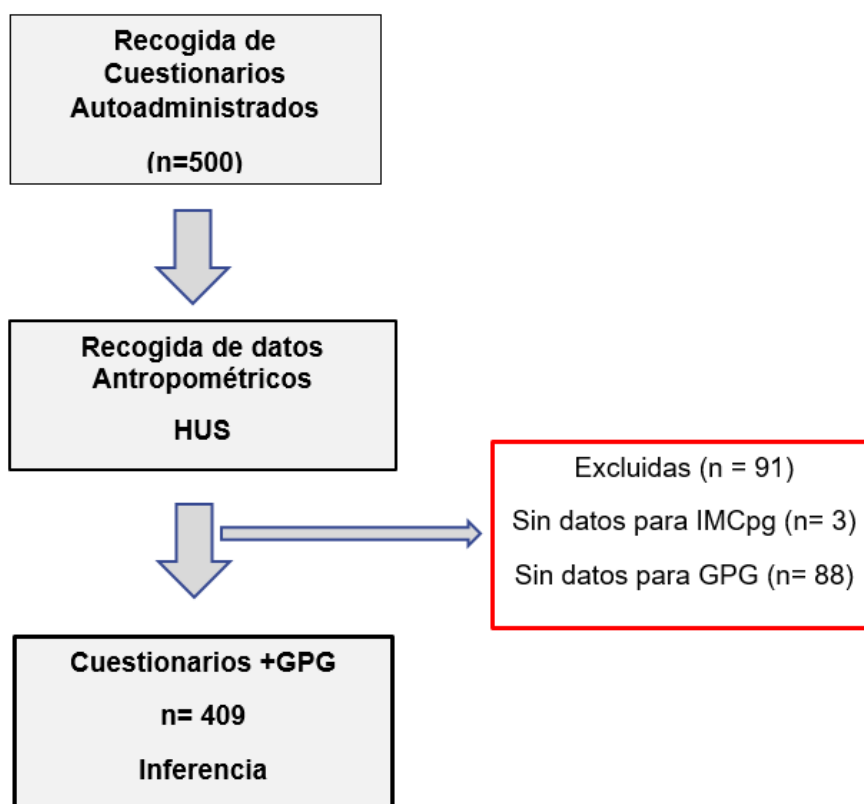 Recogida de
Cuestionarios
Autoadministrados
(n=500)
Recogida de datos
Antropométricos
HUS
Excluidas (n = 91)
Sin datos para IMCpg (n= 3)
Sin datos para GPG (n= 88)
Cuestionarios +GPG
n= 409
Inferencia